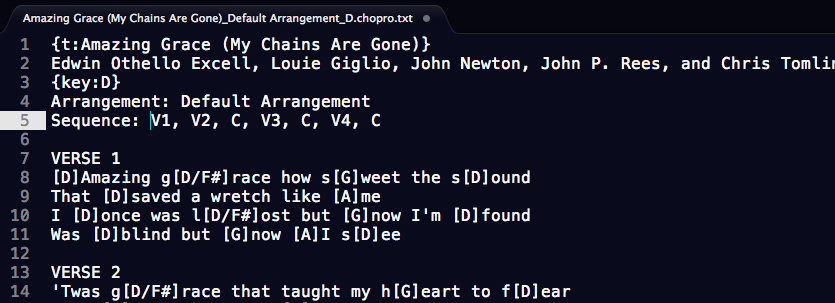 Amazing Grace (My Chains Are Gone)_Default Arrangement_D.chopro.txt
1 {t:Amazing Grace (My Chains Are Gone)}
2 Edwin Othello Excell, Louie Giglio, John Newton, John P. Rees, and Chris Tomlin
3 {key:D}
4 Arrangement: Default Arrangement
5 Sequence: V1, V2, C, V3, C, V4, C
6
7 VERSE 1
8 [D]Amazing g[D/F#]race how s[G]weet the s[D]ound
9 That [D]saved a wretch like [A]me
10 I [D]once was l[D/F#]ost but [G]now I'm [D]found
11 Was [D]blind but [G]now [A]I s[D]ee
12
13 VERSE 2
14 'Twas g[D/F#]race that taught my h[G]eart to f[D]ear